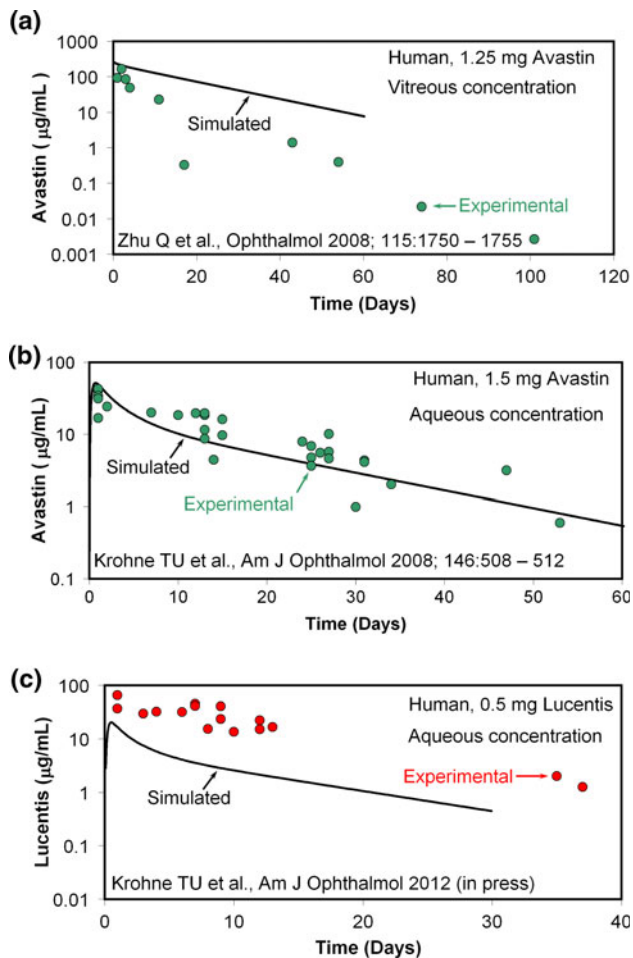 (a)
1000
100
10
1
0.1
0.01
0.001
Avastin ( μg/mL)
Human, 1.25 mg Avastin
Vitreous concentration
Simulated
Experimental
Zhu Q et al., Ophthalmol 2008; 115:1750 – 1755
0 20 40 60 80 100 120
Time (Days)
(b)
100
10
1
0.1
Avastin ( μg/mL)
Human, 1.5 mg Avastin
Aqueous concentration
Simulated
Experimental
Krohne TU et al., Am J Ophthalmol 2008; 146:508 – 512
0 10 20 30 40 50 60
Time (Days)
(c)
100
10
1
0.1
0.01
Lucentis (μg/mL)
Human, 0.5 mg Lucentis
Aqueous concentration
Experimental
Simulated
Krohne TU et al., Am J Ophthalmol 2012 (in press)
0 10 20 30 40
Time (Days)